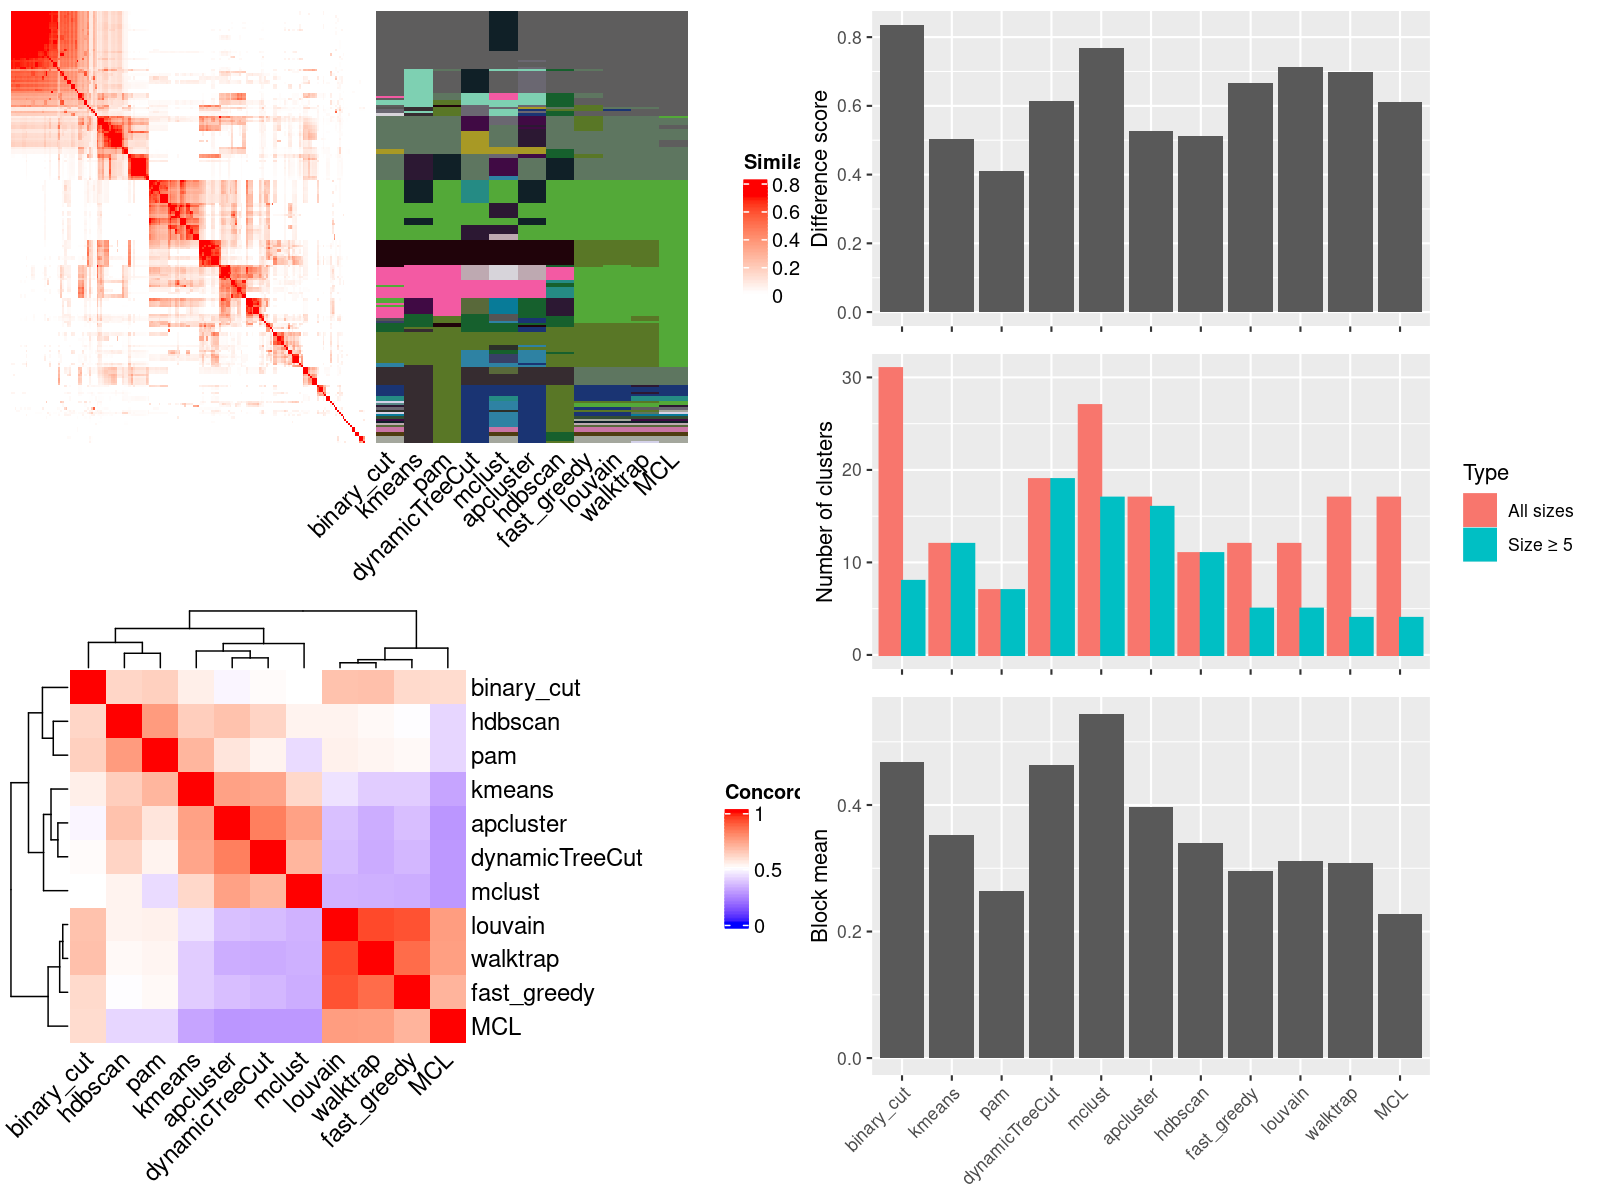 Simila
0.8
0.6
0.4
0.2
0
binary_cut
kmeans
pam
dynamicTreeCut
mclust
apcluster
hdbscan
fast_greedy
louvain
walktrap
MCL
Difference score
0.8
0.6
0.4
0.2
0.0
Number of clusters
30
20
10
0
Type
All sizes
Size ≥ 5
binary_cut
hdbscan
pam
kmeans
apcluster
dynamicTreeCut
mclust
louvain
walktrap
fast_greedy
MCL
binary_cut
hdbscan
pam
kmeans
apcluster
dynamicTreeCut
mclust
louvain
walktrap
fast_greedy
MCL
Concord
1
0.5
0
Block mean
0.4
0.2
0.0
binary_cut
kmeans
pam
dynamicTreeCut
mclust
apcluster
hdbscan
fast_greedy
louvain
walktrap
MCL